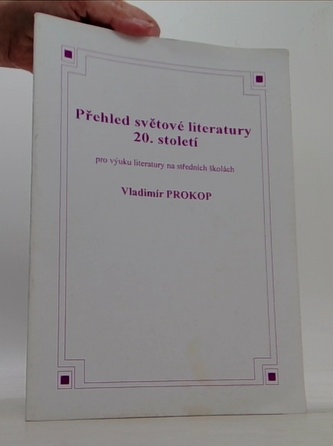 Přehled světové literatury
20. století
pro výuku literatury na středních školách
Vladimír PROKOP